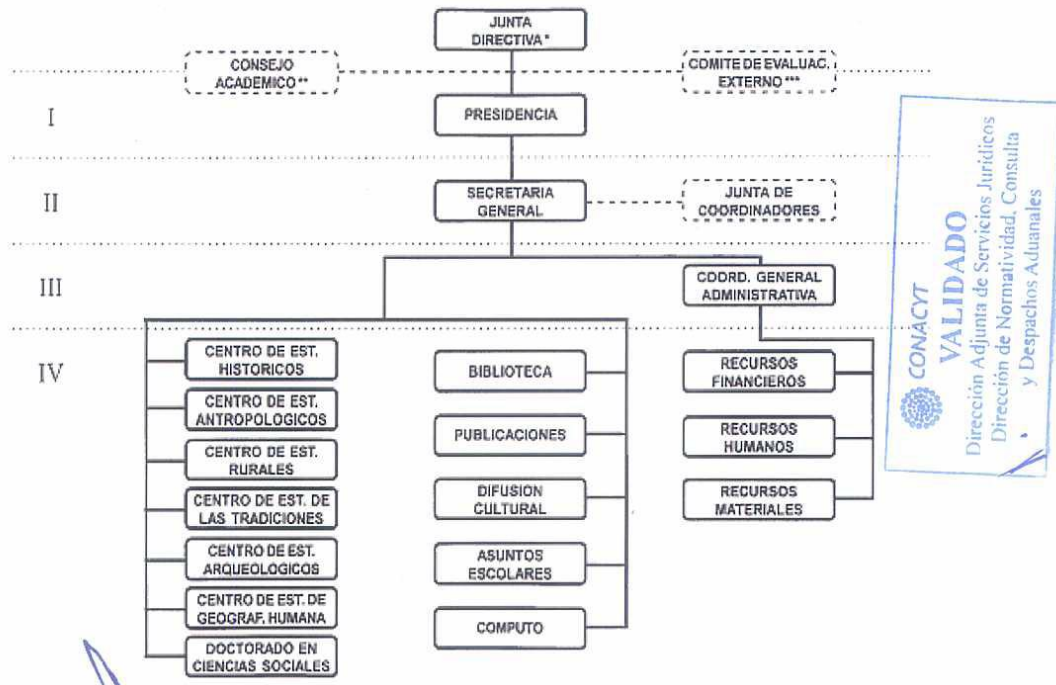 JUNTA
DIRECTIVA *
CONSEJO
ACADEMICO **
COMITE DE EVALUAC.
EXTERNO ***
I
PRESIDENCIA
II
SECRETARIA
GENERAL
JUNTA DE
COORDINADORES
III
COORD. GENERAL
ADMINISTRATIVA
IV
CENTRO DE EST.
HISTORICOS
CENTRO DE EST.
ANTROPOLOGICOS
CENTRO DE EST.
RURALES
CENTRO DE EST. DE
LAS TRADICIONES
CENTRO DE EST.
ARQUEOLOGICOS
CENTRO DE EST. DE
GEOGRAF. HUMANA
DOCTORADO EN
CIENCIAS SOCIALES
BIBLIOTECA
PUBLICACIONES
DIFUSION
CULTURAL
ASUNTOS
ESCOLARES
COMPUTO
RECURSOS
FINANCIEROS
RECURSOS
HUMANOS
RECURSOS
MATERIALES
CONACYT
VALIDADO
Dirección Adjunta de Servicios Jurídicos
Dirección de Normatividad, Consulta
y Despachos Aduanales